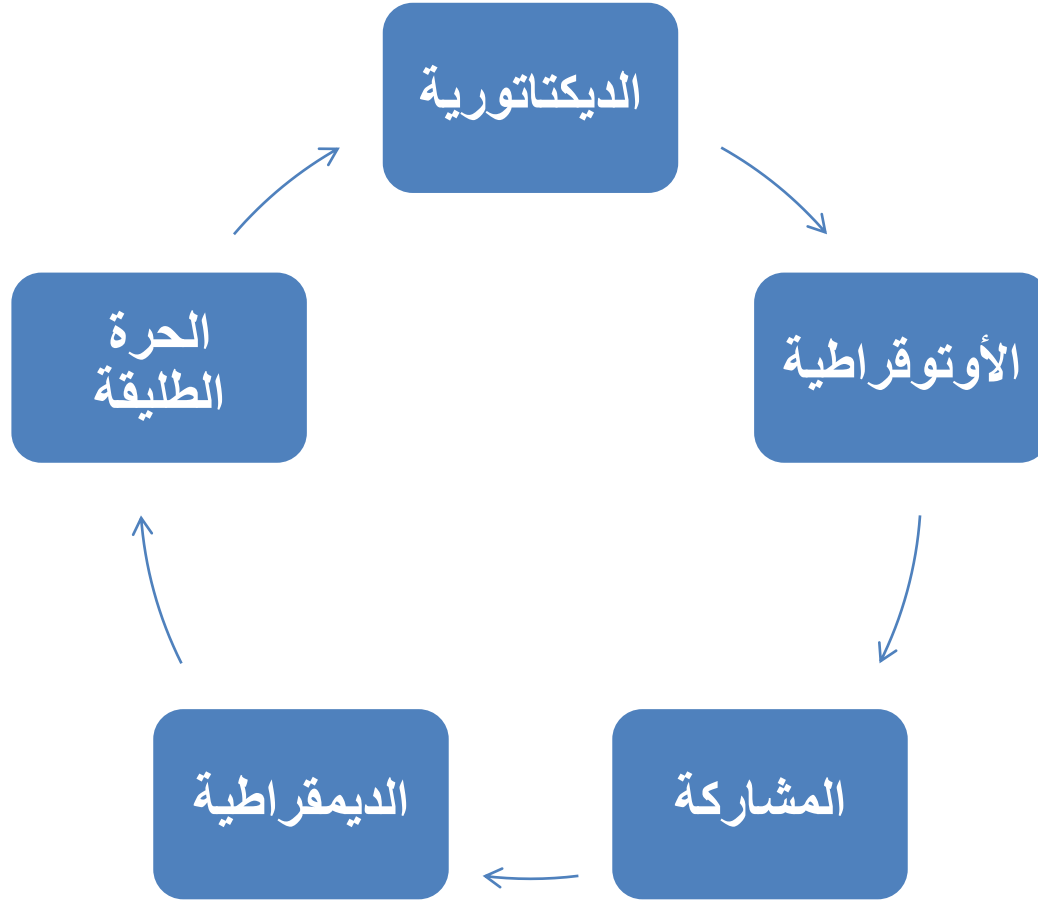 الديكتاتورية
الأوتوقراطية
المشاركة
الديمقراطية
الحرة
الطليقة